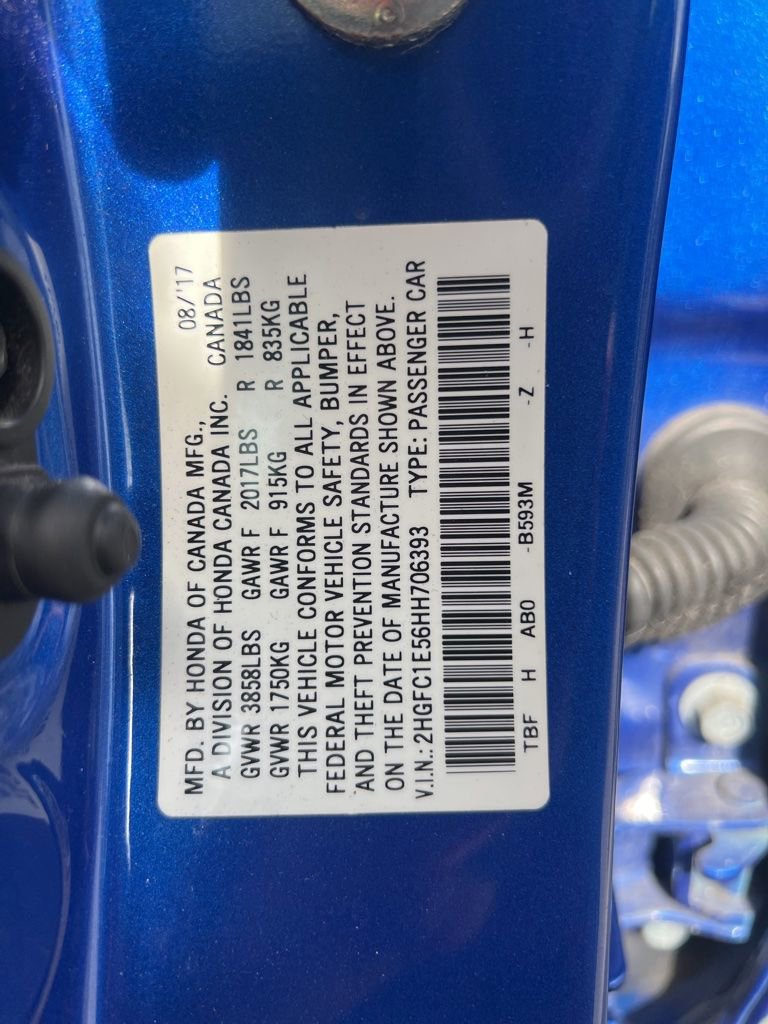 08/'17
MFD. BY HONDA OF CANADA MFG.,
A DIVISION OF HONDA CANADA INC. CANADA
GVWR 3858LBS GAWR F 2017LBS R 1841LBS
GVWR 1750KG GAWR F 915KG R 835KG
THIS VEHICLE CONFORMS TO ALL APPLICABLE
FEDERAL MOTOR VEHICLE SAFETY, BUMPER,
AND THEFT PREVENTION STANDARDS IN EFFECT
ON THE DATE OF MANUFACTURE SHOWN ABOVE.
V.I.N.: 2HGFC1E56HH706393 TYPE: PASSENGER CAR
TBF H AB0 -B593M -Z -H